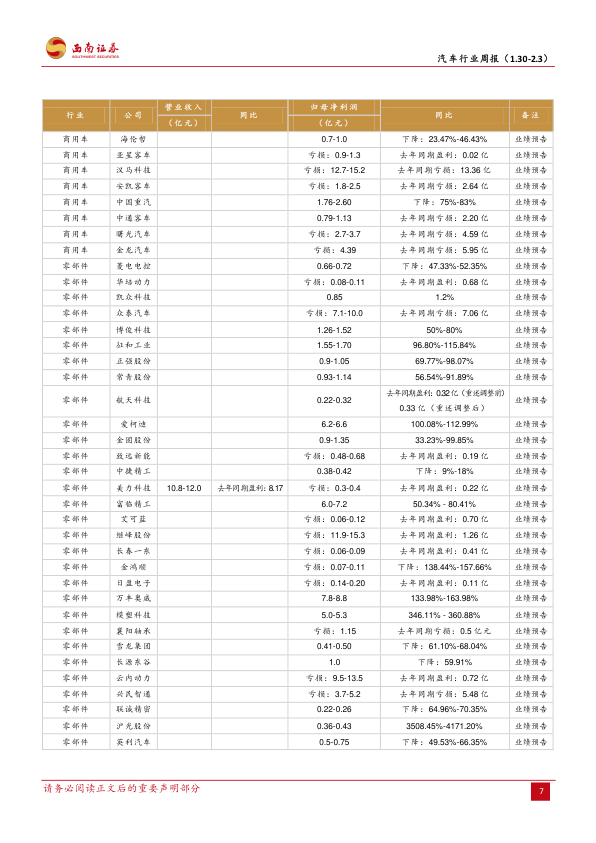 西南证券
SOUTHWEST SECURITIES
汽车行业周报（1.30-2.3）
行业 公司 营业收入（亿元） 同比 归母净利润（亿元） 同比 备注
商用车 海伦哲 0.7-1.0 下降：23.47%-46.43% 业绩预告
商用车 亚星客车 亏损：0.9-1.3 去年同期盈利：0.02 亿 业绩预告
商用车 汉马科技 亏损：12.7-15.2 去年同期亏损：13.36 亿 业绩预告
商用车 安凯客车 亏损：1.8-2.5 去年同期亏损：2.64 亿 业绩预告
商用车 中国重汽 1.76-2.60 下降：75%-83% 业绩预告
商用车 中通客车 0.79-1.13 去年同期亏损：2.20 亿 业绩预告
商用车 曙光汽车 亏损：2.7-3.7 去年同期亏损：4.59 亿 业绩预告
商用车 金龙汽车 亏损：4.39 去年同期亏损：5.95 亿 业绩预告
零部件 菱电电控 0.66-0.72 下降：47.33%-52.35% 业绩预告
零部件 华培动力 亏损：0.08-0.11 去年同期盈利：0.68 亿 业绩预告
零部件 凯众科技 0.85 1.2% 业绩预告
零部件 众泰汽车 亏损：7.1-10.0 去年同期亏损：7.06 亿 业绩预告
零部件 博俊科技 1.26-1.52 50%-80% 业绩预告
零部件 征和工业 1.55-1.70 96.80%-115.84% 业绩预告
零部件 正强股份 0.9-1.05 69.77%-98.07% 业绩预告
零部件 常青股份 0.93-1.14 56.54%-91.89% 业绩预告
零部件 航天科技 0.22-0.32 去年同期盈利：0.32亿（重述调整前） 0.33 亿（重述调整后） 业绩预告
零部件 爱柯迪 6.2-6.6 100.08%-112.99% 业绩预告
零部件 金固股份 0.9-1.35 33.23%-99.85% 业绩预告
零部件 致远新能 亏损：0.48-0.68 去年同期盈利：0.19 亿 业绩预告
零部件 中捷精工 0.38-0.42 下降：9%-18% 业绩预告
零部件 美力科技 10.8-12.0 去年同期盈利：8.17 亏损：0.3-0.4 去年同期盈利：0.22 亿 业绩预告
零部件 富临精工 6.0-7.2 50.34% - 80.41% 业绩预告
零部件 艾可蓝 亏损：0.06-0.12 去年同期盈利：0.70 亿 业绩预告
零部件 继峰股份 亏损：11.9-15.3 去年同期盈利：1.26 亿 业绩预告
零部件 长春一东 亏损：0.06-0.09 去年同期盈利：0.41 亿 业绩预告
零部件 金鸿顺 亏损：0.07-0.11 下降：138.44%-157.66% 业绩预告
零部件 日盈电子 亏损：0.14-0.20 去年同期盈利：0.11 亿 业绩预告
零部件 万丰奥威 7.8-8.8 133.98%-163.98% 业绩预告
零部件 模塑科技 5.0-5.3 346.11% - 360.88% 业绩预告
零部件 襄阳轴承 亏损：1.15 去年同期亏损：0.5 亿元 业绩预告
零部件 雪龙集团 0.41-0.50 下降：61.10%-68.04% 业绩预告
零部件 长源东谷 1.0 下降：59.91% 业绩预告
零部件 云内动力 亏损：9.5-13.5 去年同期盈利：0.72 亿 业绩预告
零部件 兴民智通 亏损：3.7-5.2 去年同期亏损：5.48 亿 业绩预告
零部件 联诚精密 0.22-0.26 下降：64.96%-70.35% 业绩预告
零部件 沪光股份 0.36-0.43 3508.45%-4171.20% 业绩预告
零部件 英利汽车 0.5-0.75 下降：49.53%-66.35% 业绩预告
请务必阅读正文后的重要声明部分
7